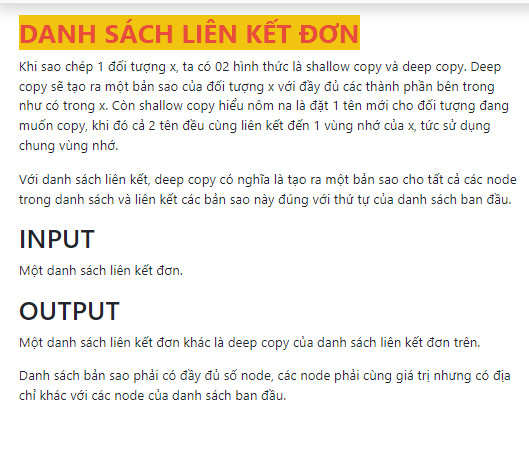 DANH SÁCH LIÊN KẾT ĐƠN
Khi sao chép 1 đối tượng x, ta có 02 hình thức là shallow copy và deep copy. Deep
copy sẽ tạo ra một bản sao của đối tượng x với đầy đủ các thành phần bên trong
như có trong x. Còn shallow copy hiểu nôm na là đặt 1 tên mới cho đối tượng đang
muốn copy, khi đó cả 2 tên đều cùng liên kết đến 1 vùng nhớ của x, tức sử dụng
chung vùng nhớ.
Với danh sách liên kết, deep copy có nghĩa là tạo ra một bản sao cho tất cả các node
trong danh sách và liên kết các bản sao này đúng với thứ tự của danh sách ban đầu.
INPUT
Một danh sách liên kết đơn.
OUTPUT
Một danh sách liên kết đơn khác là deep copy của danh sách liên kết đơn trên.
Danh sách bản sao phải có đầy đủ số node, các node phải cùng giá trị nhưng có địa
chỉ khác với các node của danh sách ban đầu.